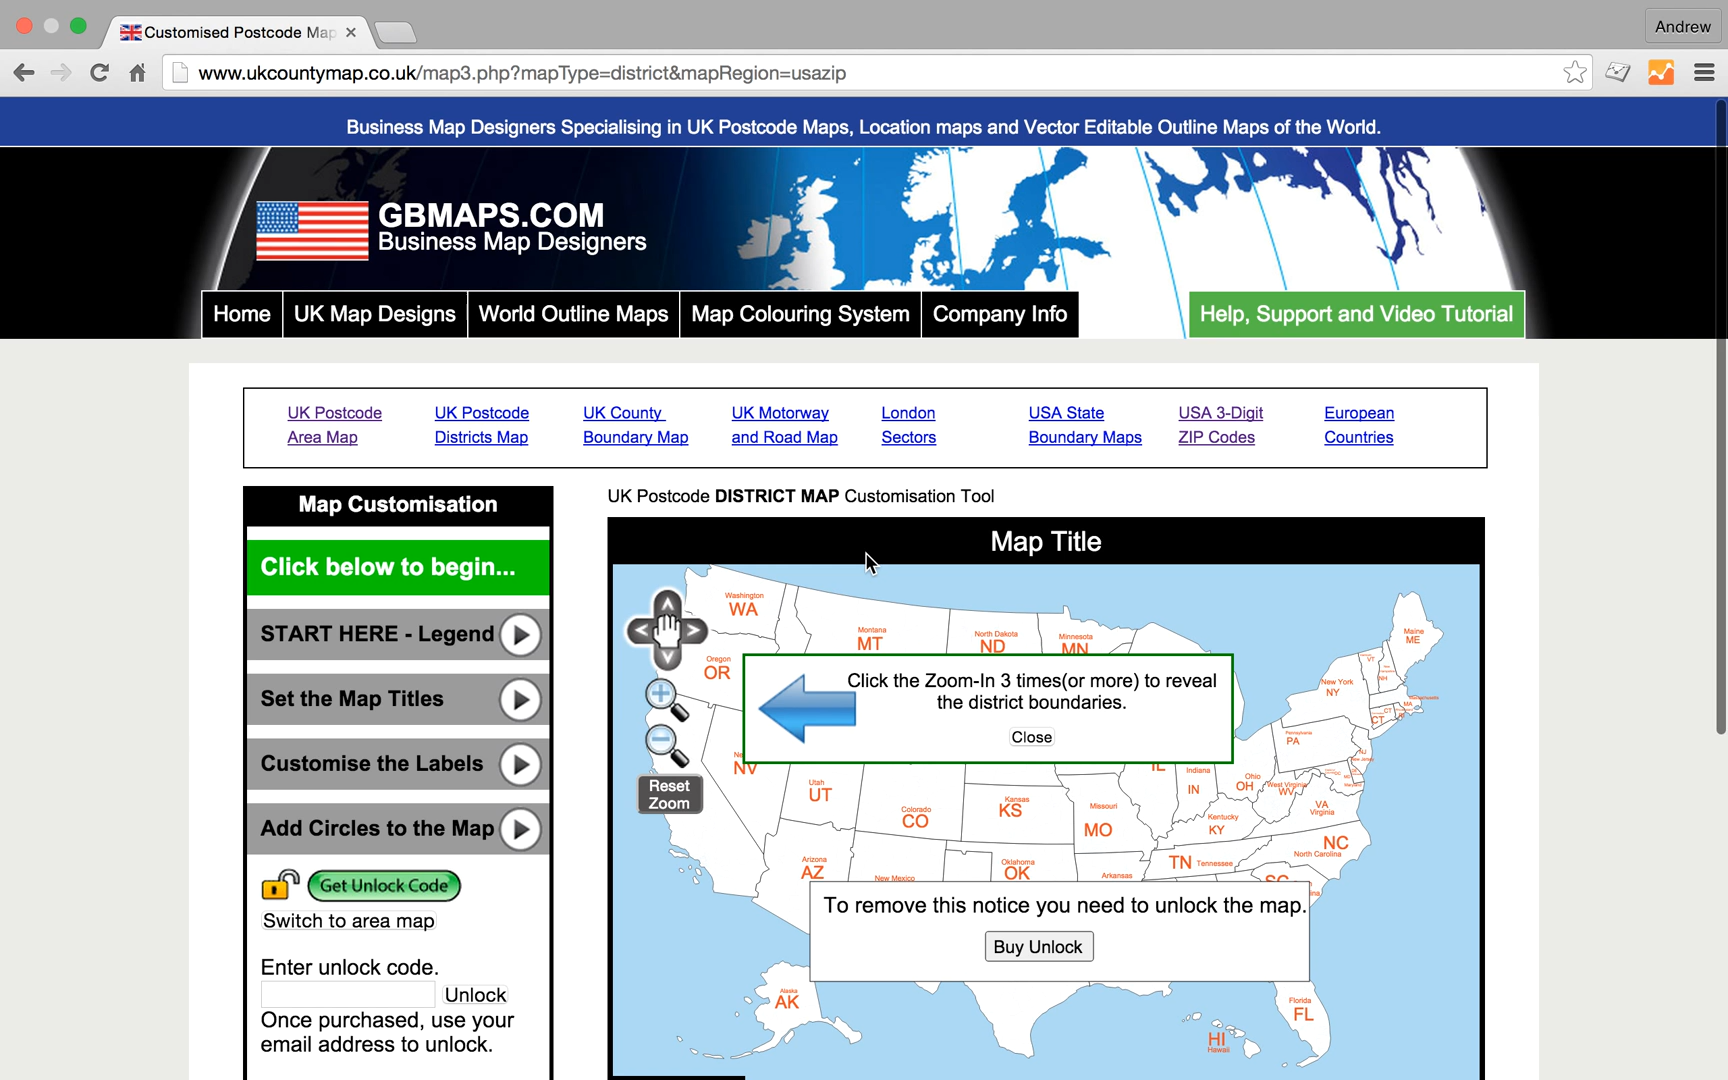 Customised Postcode Map
Andrew
www.ukcountymap.co.uk/map3.php?mapType=district&mapRegion=usazip
Business Map Designers Specialising in UK Postcode Maps, Location maps and Vector Editable Outline Maps of the World.
GBMAPS.COM
Business Map Designers
Home
UK Map Designs
World Outline Maps
Map Colouring System
Company Info
Help, Support and Video Tutorial
UK Postcode
Area Map
UK Postcode
Districts Map
UK County
Boundary Map
UK Motorway
and Road Map
London
Sectors
USA State
Boundary Maps
USA 3-Digit
ZIP Codes
European
Countries
Map Customisation
Click below to begin...
START HERE - Legend
Set the Map Titles
Customise the Labels
Add Circles to the Map
Get Unlock Code
Switch to area map
Enter unlock code.
Unlock
Once purchased, use your
email address to unlock.
UK Postcode DISTRICT MAP Customisation Tool
Map Title
Washington
WA
Montana
MT
North Dakota
ND
Minnesota
MN
Maine
ME
Oregon
OR
VT
NH
New York
NY
MA
CT
CT
Click the Zoom-In 3 times(or more) to reveal
the district boundaries.
Close
Pennsylvania
PA
NJ
NV
IL
Reset
Zoom
Utah
UT
Colorado
CO
Kansas
KS
Missouri
MO
Indiana
IN
Ohio
OH
West Virginia
WV
VA
Virginia
Kentucky
KY
NC
North Carolina
TN Tennessee
Arizona
AZ
New Mexico
Oklahoma
OK
Arkansas
SC
To remove this notice you need to unlock the map.
Buy Unlock
Alaska
AK
Florida
FL
HI
Hawaii